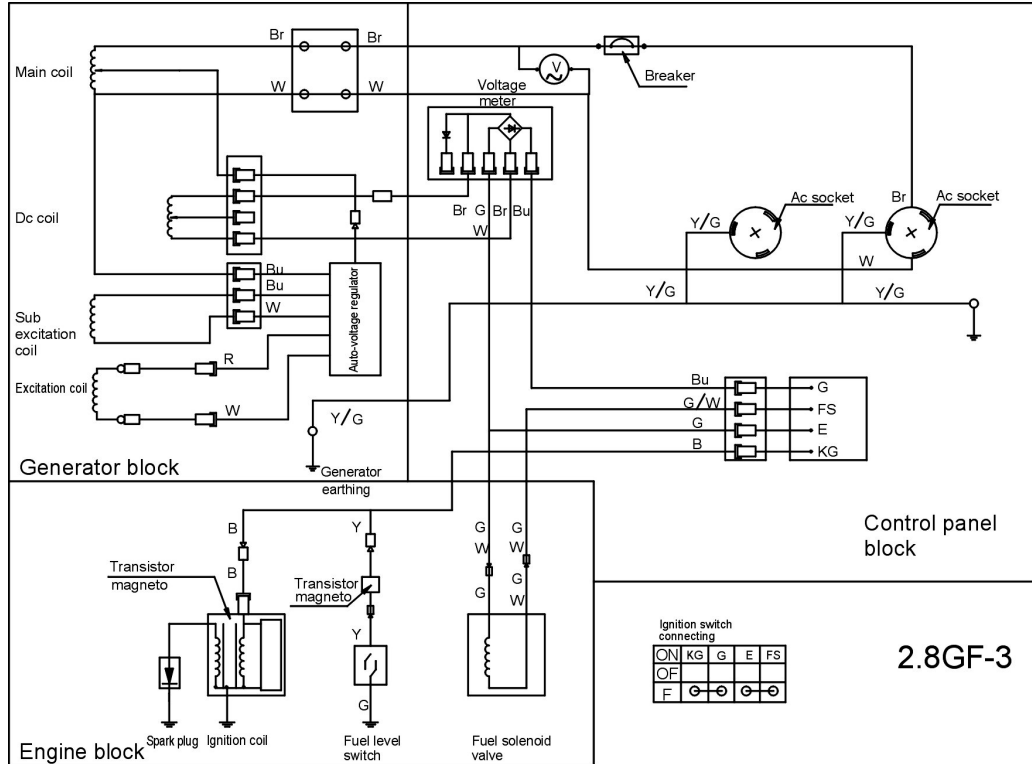 Br
Br
Main coil
W
W
V
Breaker
Voltage
meter
Dc coil
Br
G
Br
Bu
W
Y/G
Ac socket
Y/G
Br
Ac socket
W
Bu
Bu
W
Sub
excitation
coil
Auto-voltage regulator
Y/G
Y/G
R
Excitation coil
W
Y/G
Bu
G/W
G
B
G
FS
E
KG
Generator block
Generator
earthing
Control panel
block
B
Y
G
W
G
W
Transistor
magneto
B
Transistor
magneto
G
G
W
Y
G
Spark plug
Ignition coil
Fuel level
switch
Fuel solenoid
valve
Engine block
Ignition switch
connecting
ON KG G E FS
OF
F
2.8GF-3